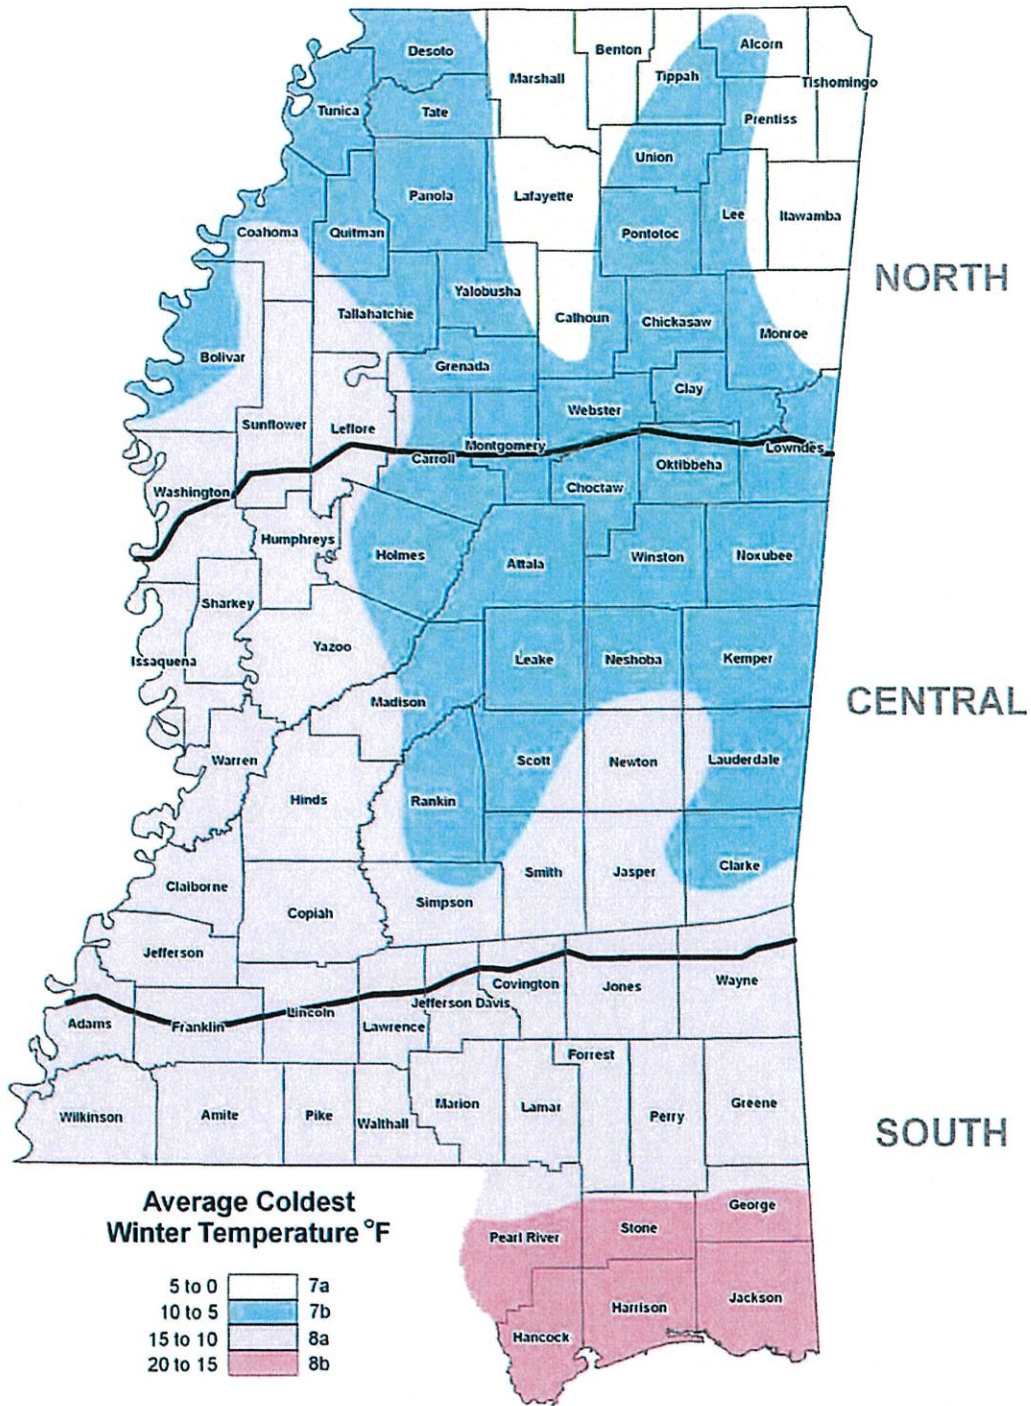 Desoto
Marshall
Benton
Tippah
Alcorn
Tishomingo
Tunica
Tate
Prentiss
Union
Panola
Lafayette
Lee
Itawamba
Coahoma
Quitman
Pontotoc
NORTH
Tallahatchie
Yalobusha
Calhoun
Chickasaw
Monroe
Bolivar
Grenada
Clay
Webster
Sunflower
Leflore
Montgomery
Carroll
Lowndes
Oktibbeha
Washington
Choctaw
Humphreys
Holmes
Attala
Winston
Noxubee
Sharkey
Yazoo
Issaquena
Leake
Neshoba
Kemper
Madison
CENTRAL
Warren
Scott
Newton
Lauderdale
Hinds
Rankin
Claiborne
Smith
Jasper
Clarke
Copiah
Simpson
Jefferson
Covington
Jones
Wayne
Adams
Franklin
Lincoln
Jefferson Davis
Lawrence
Forrest
Wilkinson
Amite
Pike
Walthall
Marion
Lamar
Perry
Greene
SOUTH
Pearl River
Stone
George
Hancock
Harrison
Jackson
Average Coldest
Winter Temperature °F
5 to 0 7a
10 to 5 7b
15 to 10 8a
20 to 15 8b